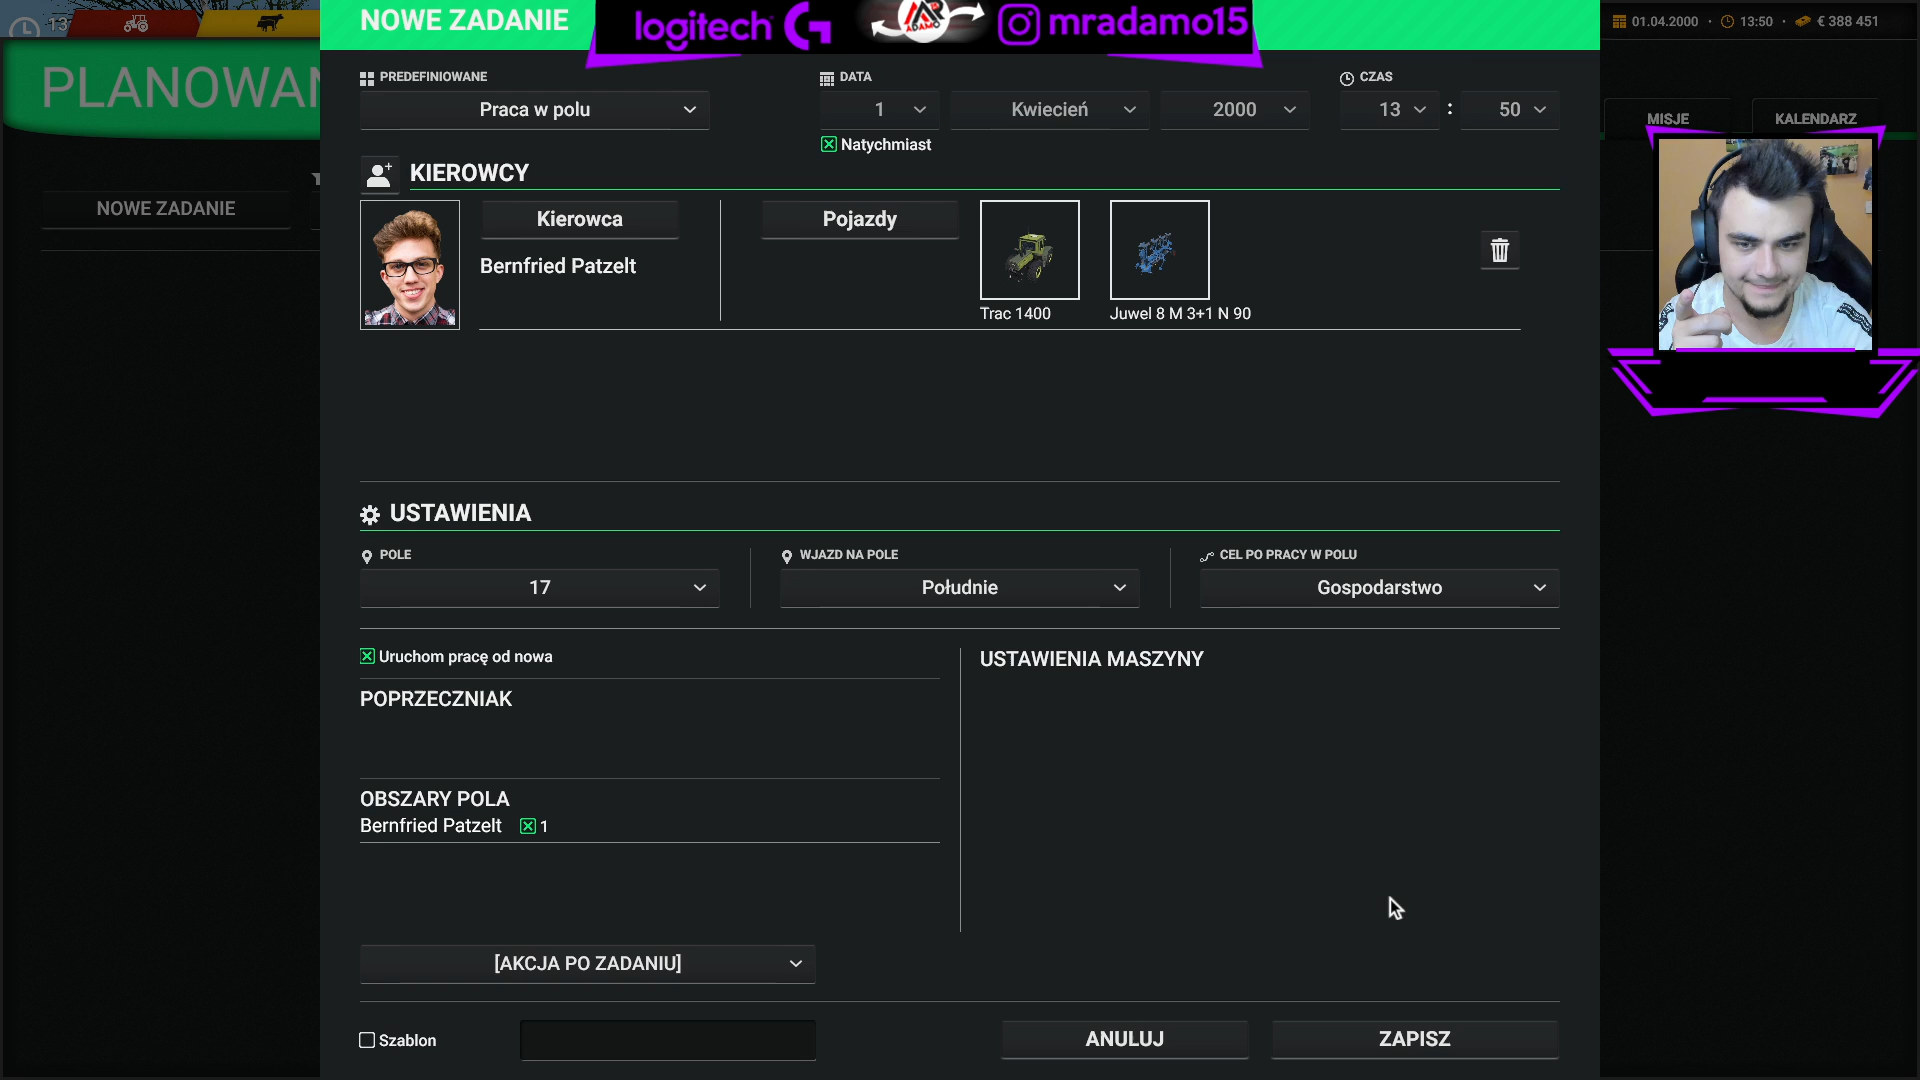 13
01.04.2000 • 13:50 • € 388 451
NOWE ZADANIE
logitech G
ADAMO
mradamo15
PLANOWAN
MISJE
KALENDARZ
NOWE ZADANIE
PREDEFINIOWANE
Praca w polu
DATA
1
Kwiecień
2000
CZAS
13 : 50
Natychmiast
KIEROWCY
Kierowca
Bernfried Patzelt
Pojazdy
Trac 1400
Juwel 8 M 3+1 N 90
USTAWIENIA
POLE
17
WJAZD NA POLE
Południe
CEL PO PRACY W POLU
Gospodarstwo
Uruchom pracę od nowa
POPRZECZNIAK
OBSZARY POLA
Bernfried Patzelt 1
USTAWIENIA MASZYNY
[AKCJA PO ZADANIU]
Szablon
ANULUJ
ZAPISZ